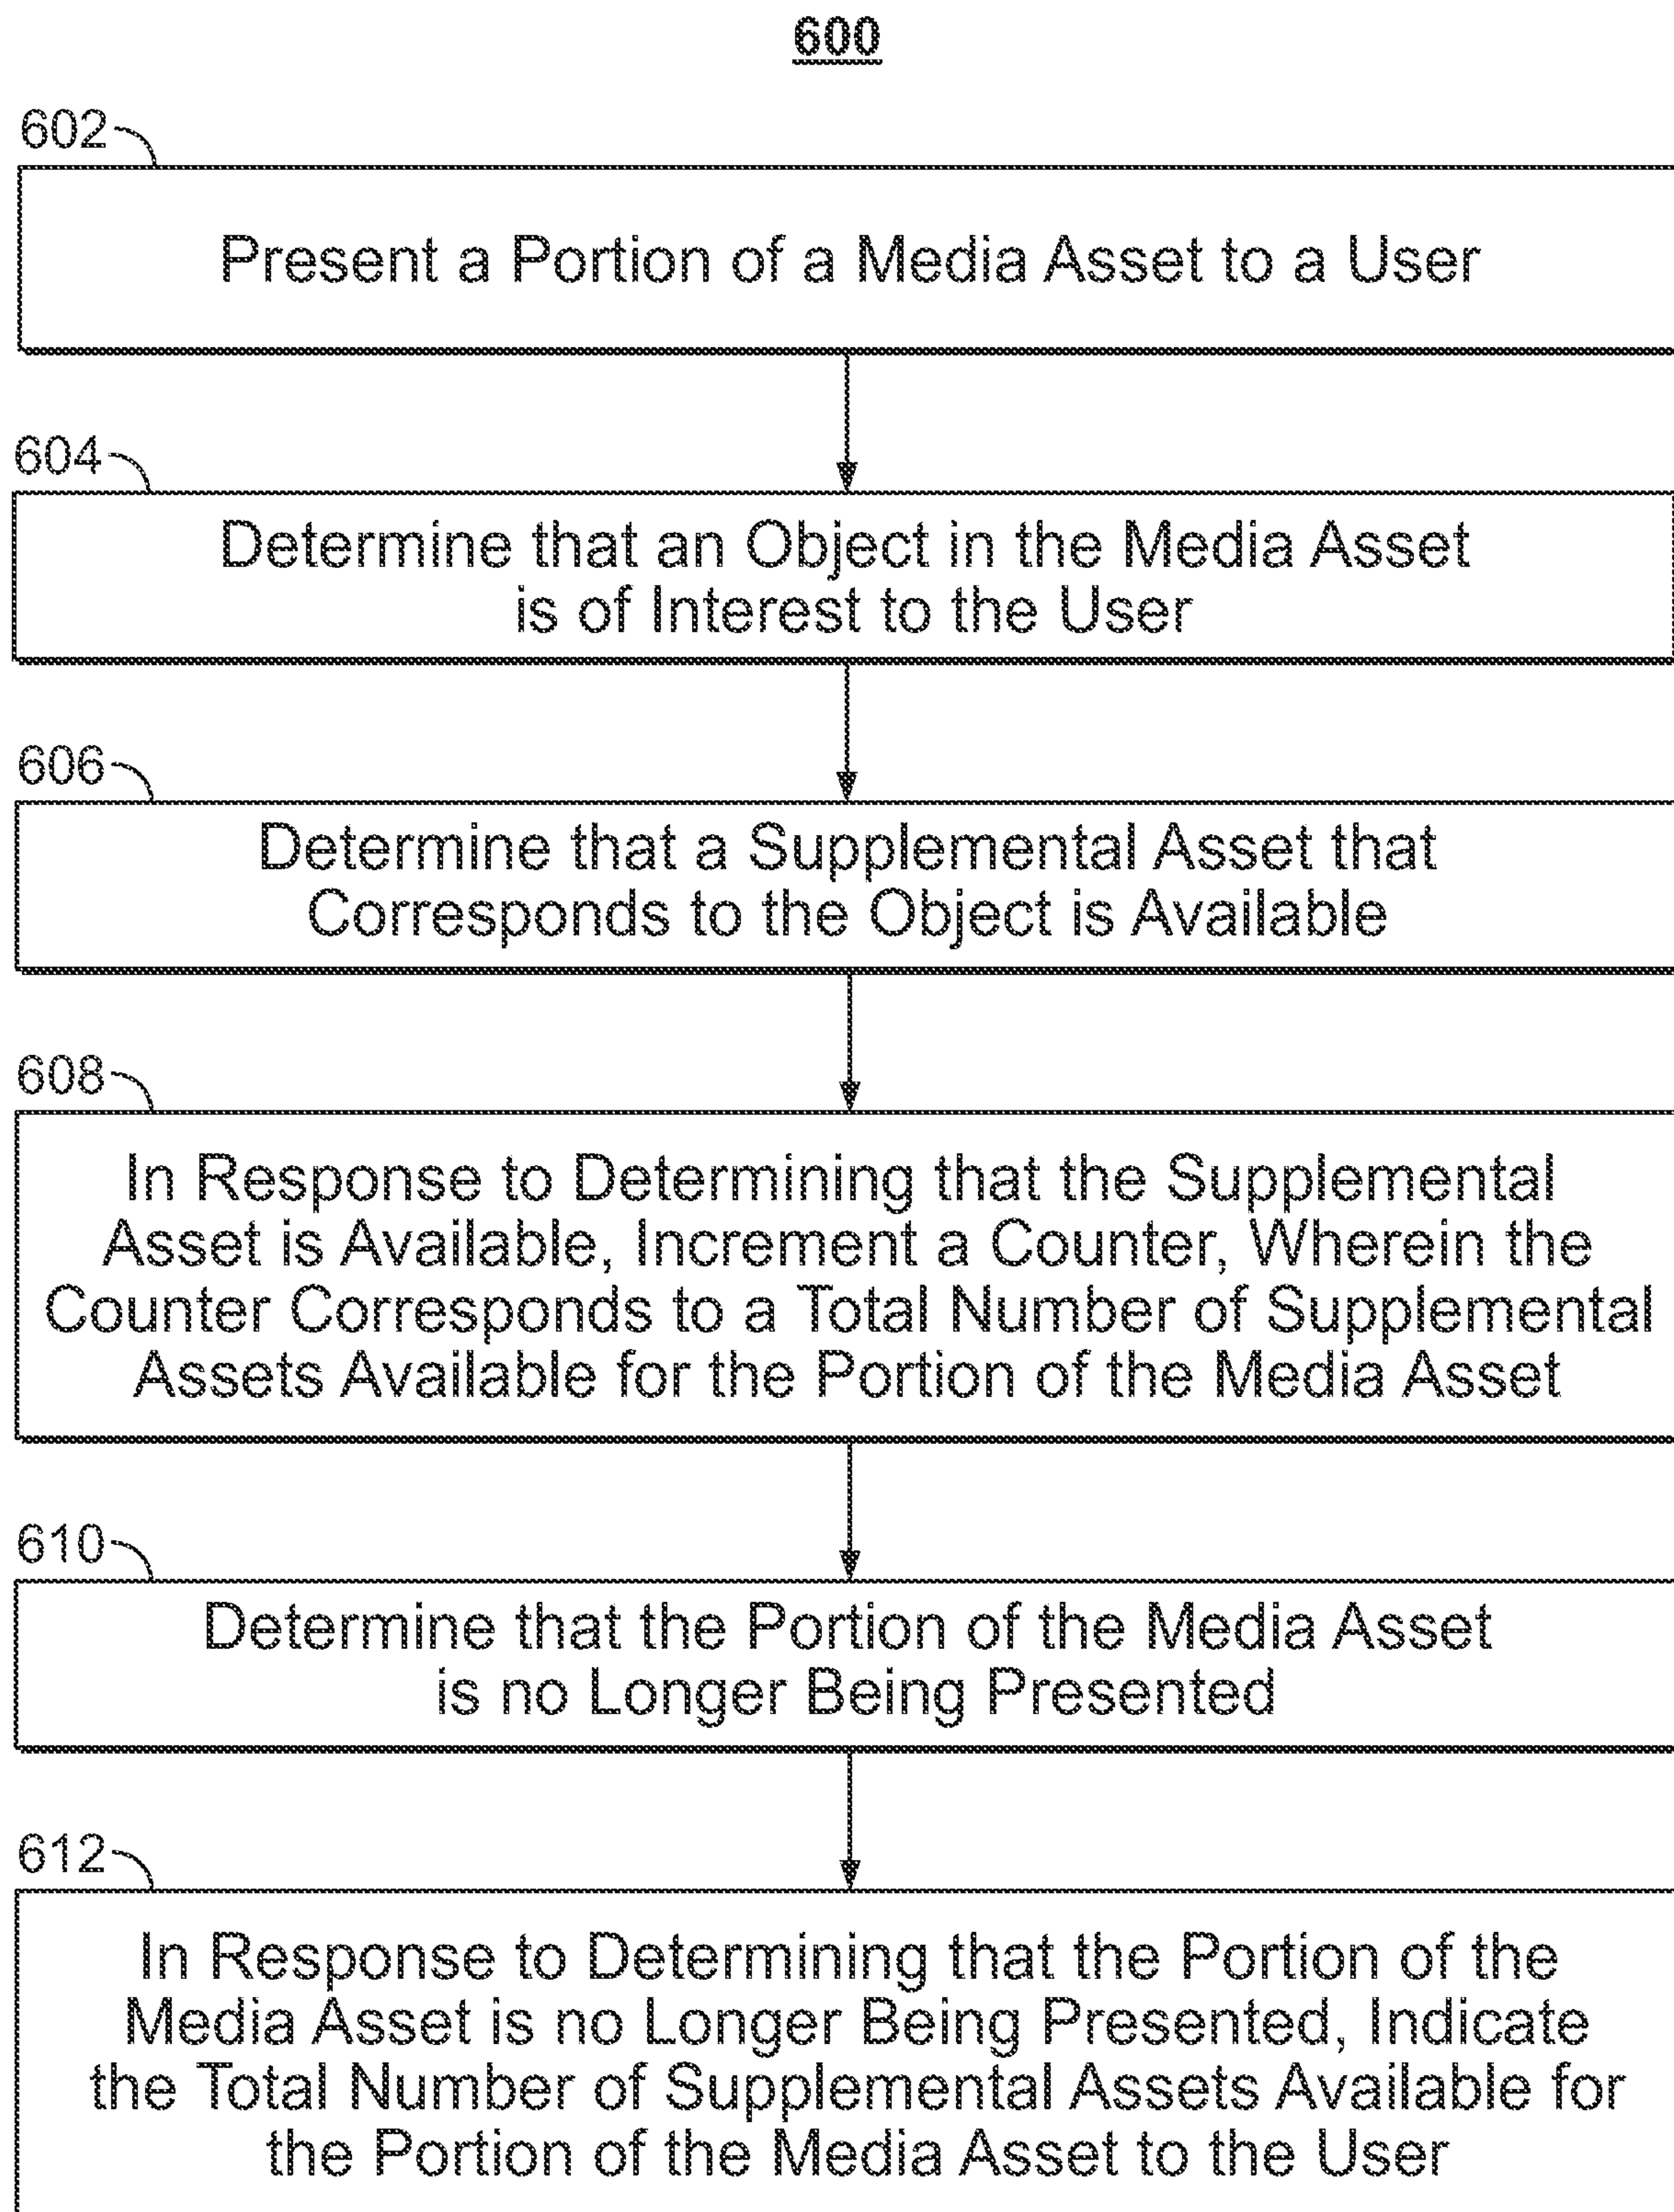 600
602
Present a Portion of a Media Asset to a User
604
Determine that an Object in the Media Asset
is of Interest to the User
606
Determine that a Supplemental Asset that
Corresponds to the Object is Available
608
In Response to Determining that the Supplemental
Asset is Available, Increment a Counter, Wherein the
Counter Corresponds to a Total Number of Supplemental
Assets Available for the Portion of the Media Asset
610
Determine that the Portion of the Media Asset
is no Longer Being Presented
612
In Response to Determining that the Portion of the
Media Asset is no Longer Being Presented, Indicate
the Total Number of Supplemental Assets Available for
the Portion of the Media Asset to the User